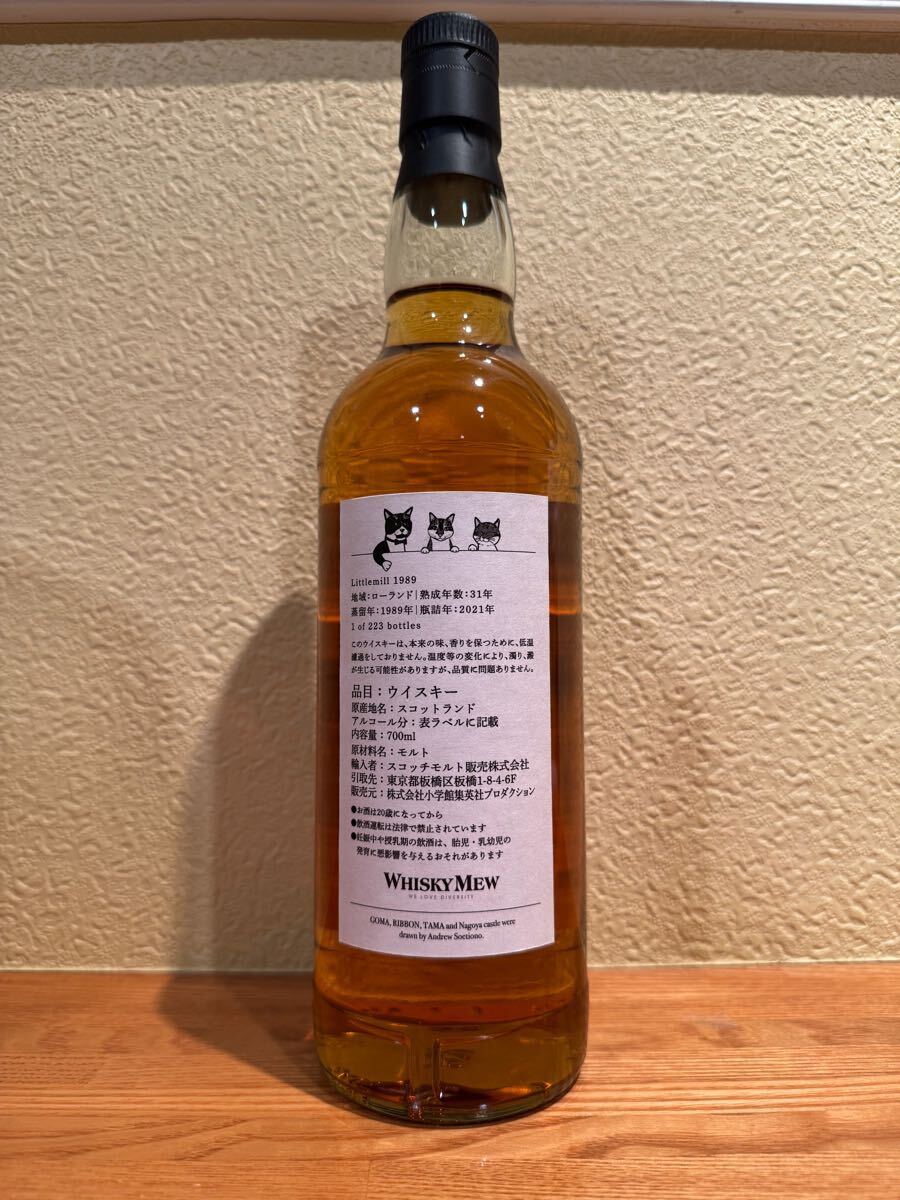 Littlemill 1989
地域:ローランド|熟成年数:31年
蒸留年:1989年|瓶詰年:2021年
1 of 223 bottles
このウイスキーは、本来の味、香りを保つために、低温
濾過をしておりません。温度等の変化により、濁り、澱
が生じる可能性がありますが、品質に問題ありません。
品目:ウイスキー
原産地名:スコットランド
アルコール分:表ラベルに記載
内容量:700ml
原材料名:モルト
輸入者:スコッチモルト販売株式会社
引取先:東京都板橋区板橋1-8-4-6F
販売元:株式会社小学館集英社プロダクション
●お酒は20歳になってから
●飲酒運転は法律で禁止されています
●妊娠中や授乳期の飲酒は、胎児・乳幼児の
発育に悪影響を与えるおそれがあります
WHISKY MEW
WE LOVE DIVERSITY
GOMA, RIBBON, TAMA and Nagoya castle were
drawn by Andrew Soetiono.